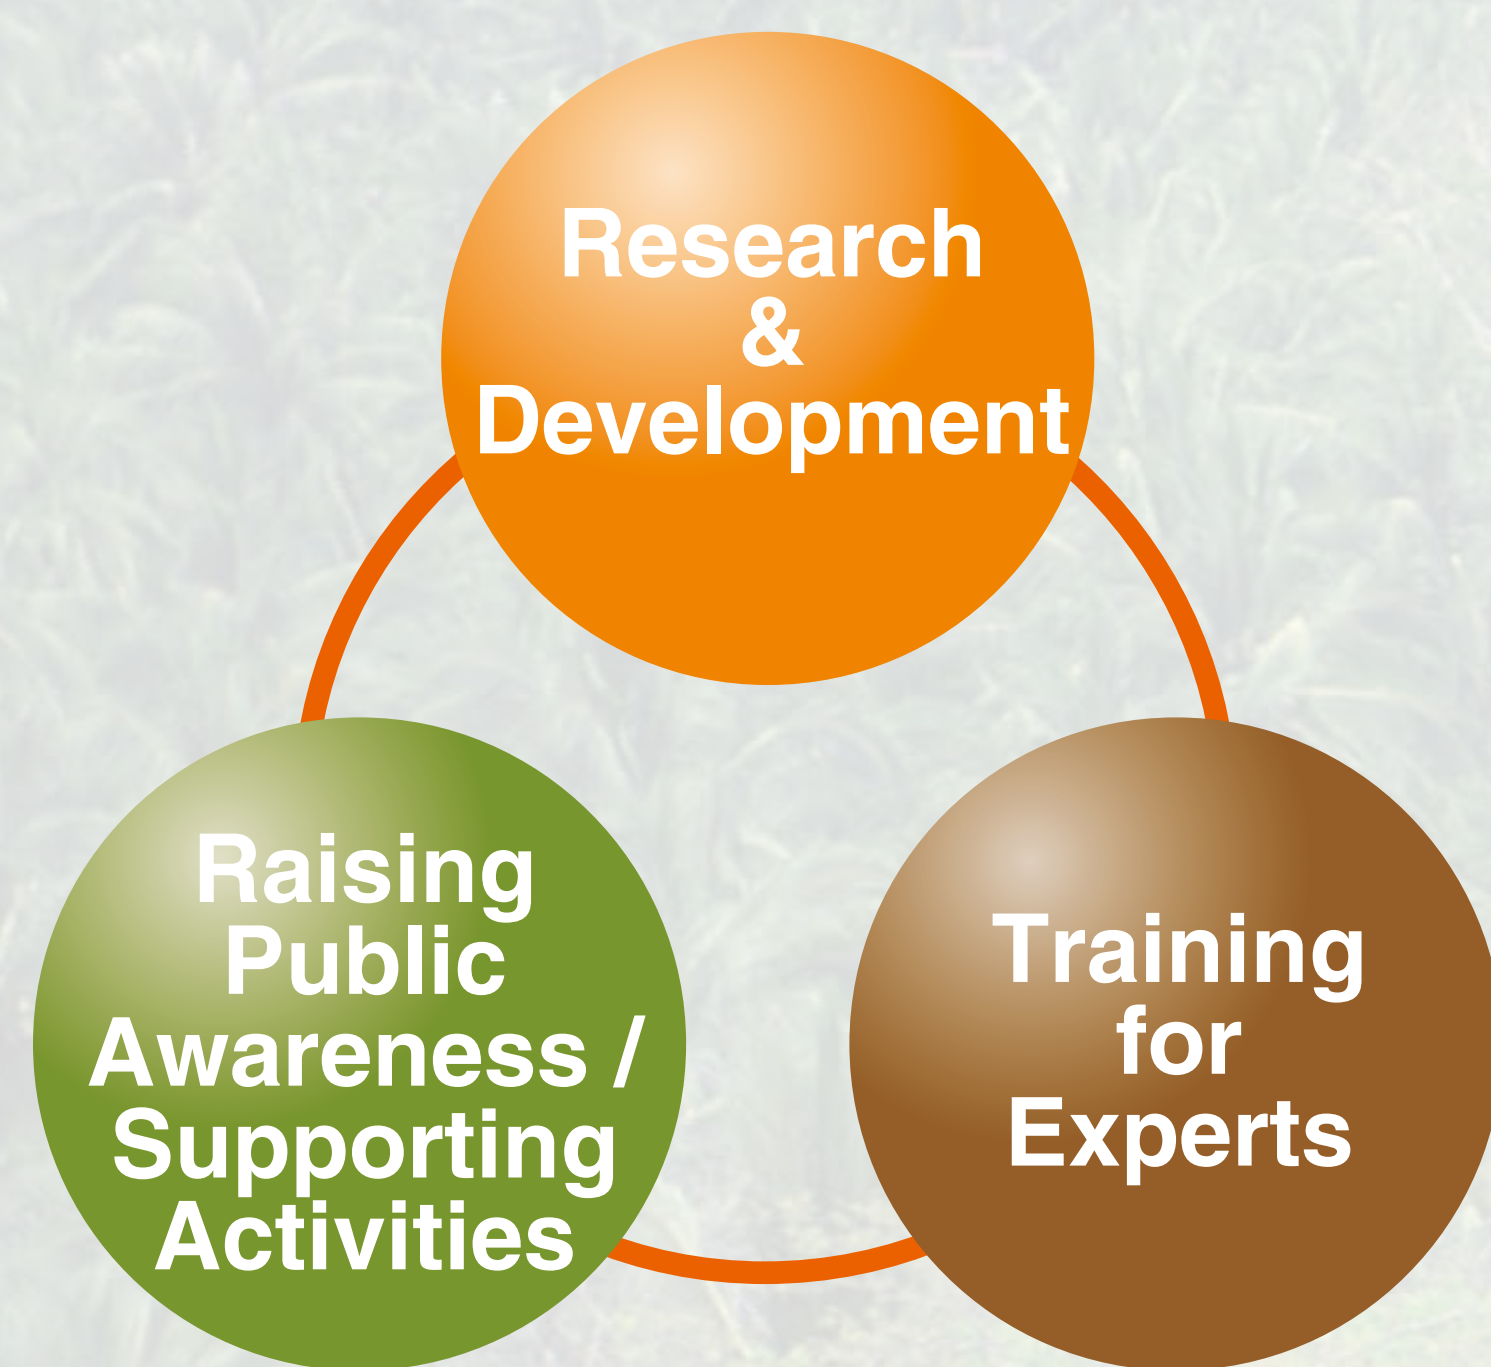 Research
&
Development
Raising
Public
Awareness /
Supporting
Activities
Training
for
Experts